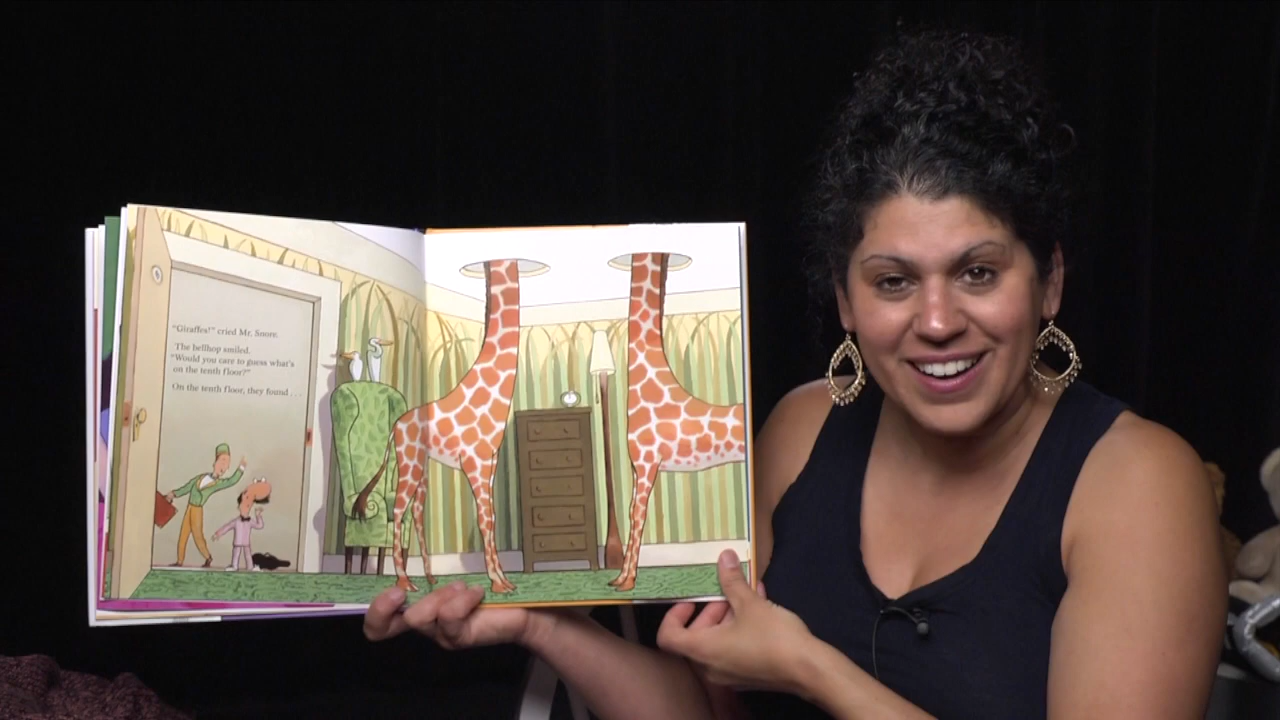 "Giraffes!" cried Mr. Snore.
The bellhop smiled.
"Would you care to guess what's
on the tenth floor?"
On the tenth floor, they found . . .